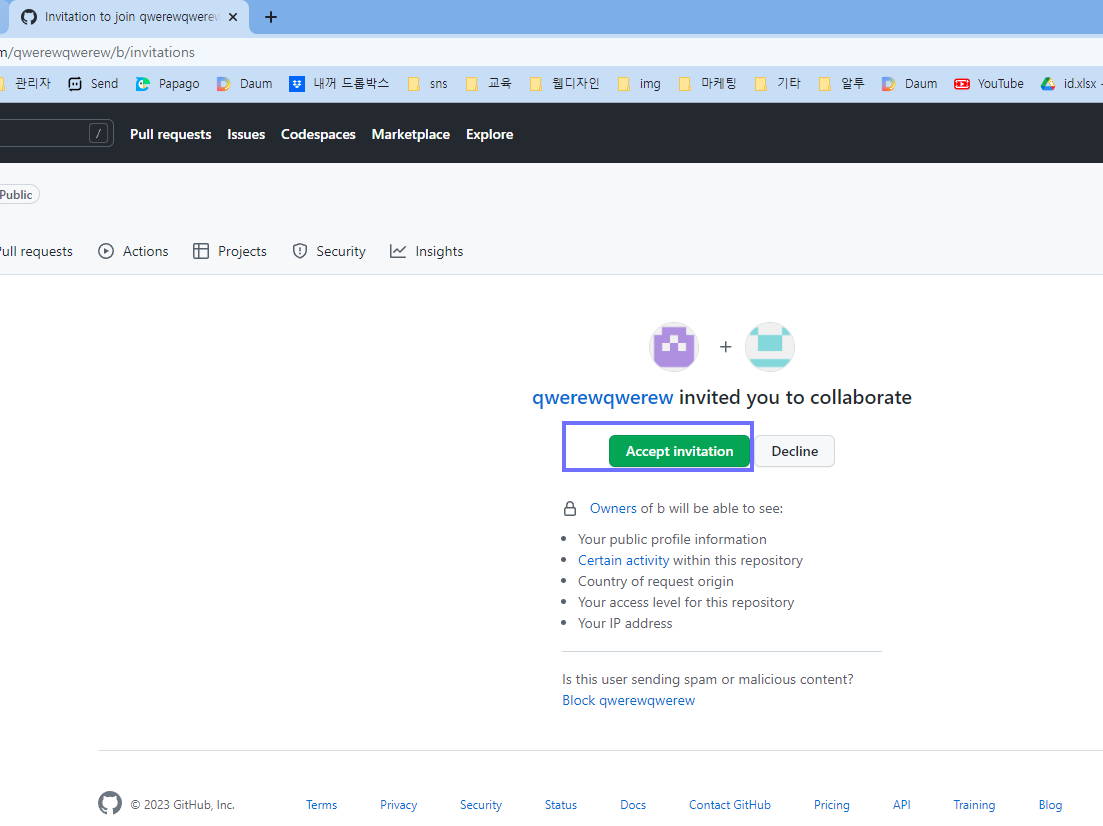 Invitation to join qwerewqwerew
m/qwerewqwerew/b/invitations
관리자 Send Papago Daum 내꺼 드롭박스 sns 교육 웹디자인 img 마케팅 기타 알투 Daum YouTube id.xlsx -
/ Pull requests Issues Codespaces Marketplace Explore
Public
Pull requests Actions Projects Security Insights
+
qwerewqwerew invited you to collaborate
Accept invitation Decline
Owners of b will be able to see:
• Your public profile information
• Certain activity within this repository
• Country of request origin
• Your access level for this repository
• Your IP address
Is this user sending spam or malicious content?
Block qwerewqwerew
© 2023 GitHub, Inc. Terms Privacy Security Status Docs Contact GitHub Pricing API Training Blog